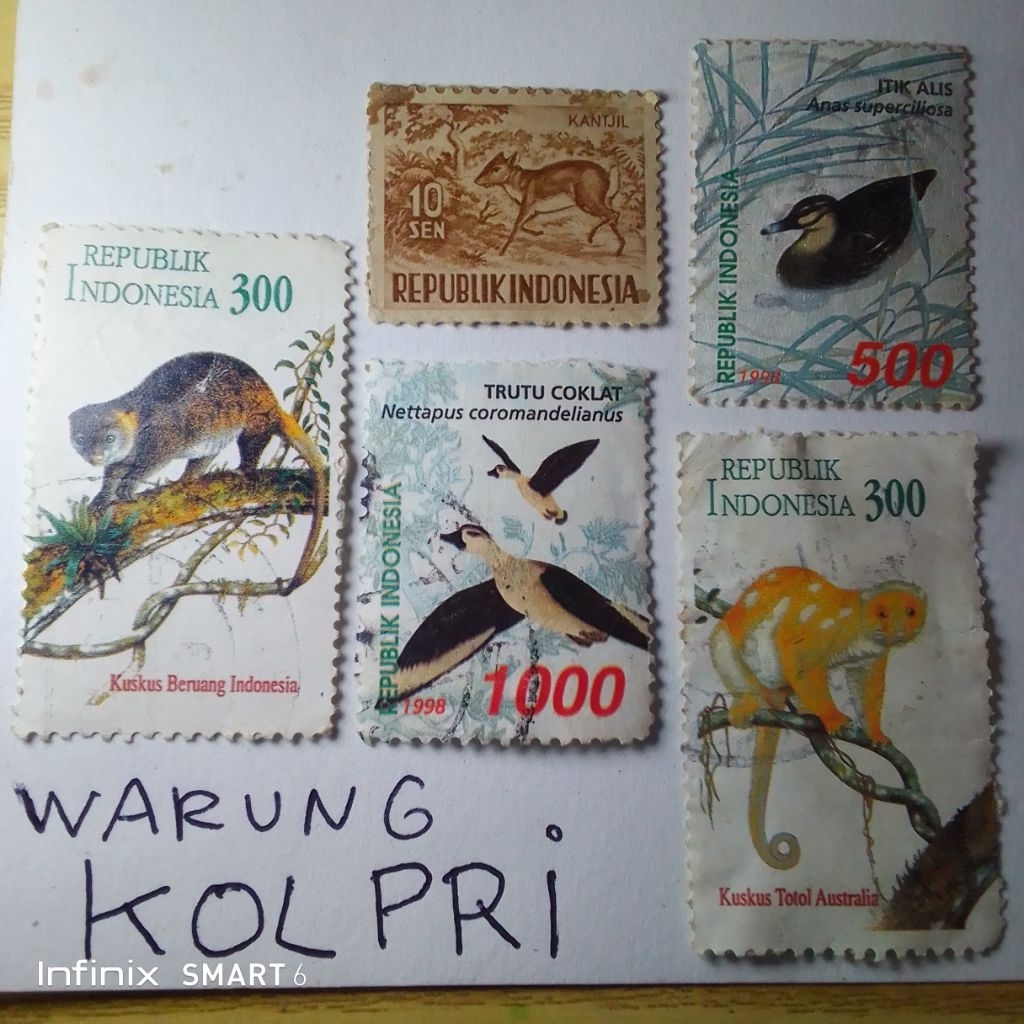 KANTJIL
10
SEN
REPUBLIK INDONESIA
ITIK ALIS
Anas superciliosa
REPUBLIK INDONESIA
1998
500
REPUBLIK
INDONESIA 300
Kuskus Beruang Indonesia
TRUTU COKLAT
Nettapus coromandelianus
REPUBLIK INDONESIA
1998
1000
REPUBLIK
INDONESIA 300
Kuskus Totol Australia
WARUNG
KOLPRi
Infinix SMART 6